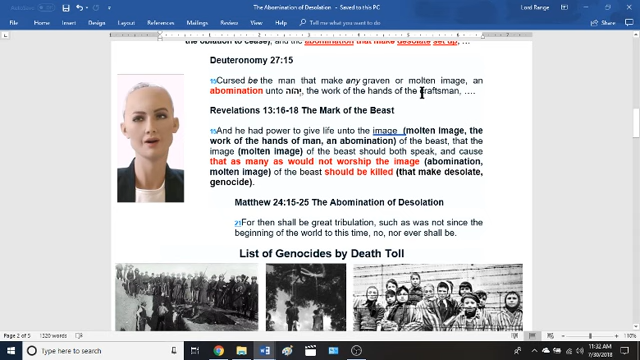 The Abomination of Desolation - Saved to this PC
Lord Range
File Home Insert Draw Design Layout References Mailings Review View Help Tell me what you want to do
the oblation to cease), and the abomination that make desolate set up, …
Deuteronomy 27:15
15Cursed be the man that make any graven or molten image, an
abomination unto יהוה, the work of the hands of the craftsman, ….
Revelations 13:16-18 The Mark of the Beast
15And he had power to give life unto the image (molten image, the
work of the hands of man, an abomination) of the beast, that the
image (molten image) of the beast should both speak, and cause
that as many as would not worship the image (abomination,
molten image) of the beast should be killed (that make desolate,
genocide).
Matthew 24:15-25 The Abomination of Desolation
21For then shall be great tribulation, such as was not since the
beginning of the world to this time, no, nor ever shall be.
List of Genocides by Death Toll
Page 2 of 5 1320 words
110%
Type here to search
11:32 AM
7/30/2018